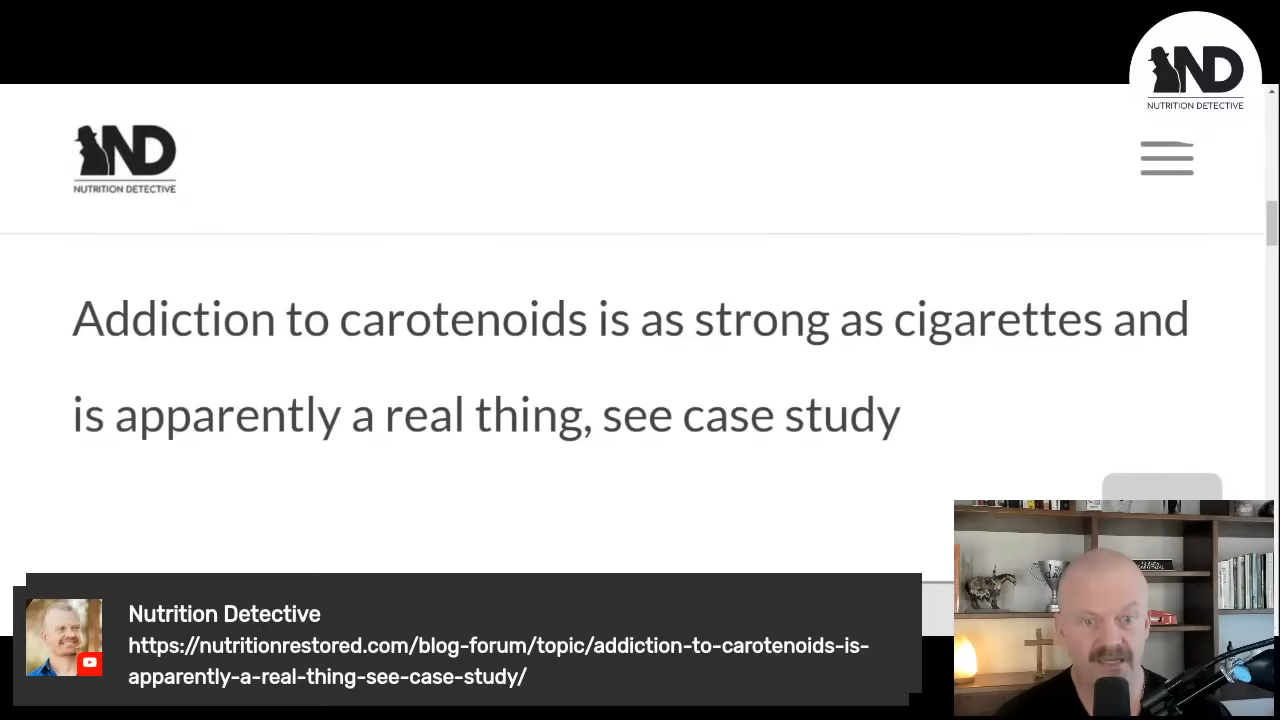 ND
NUTRITION DETECTIVE
ND
NUTRITION DETECTIVE
Addiction to carotenoids is as strong as cigarettes and
is apparently a real thing, see case study
Nutrition Detective
https://nutritionrestored.com/blog-forum/topic/addiction-to-carotenoids-is-
apparently-a-real-thing-see-case-study/